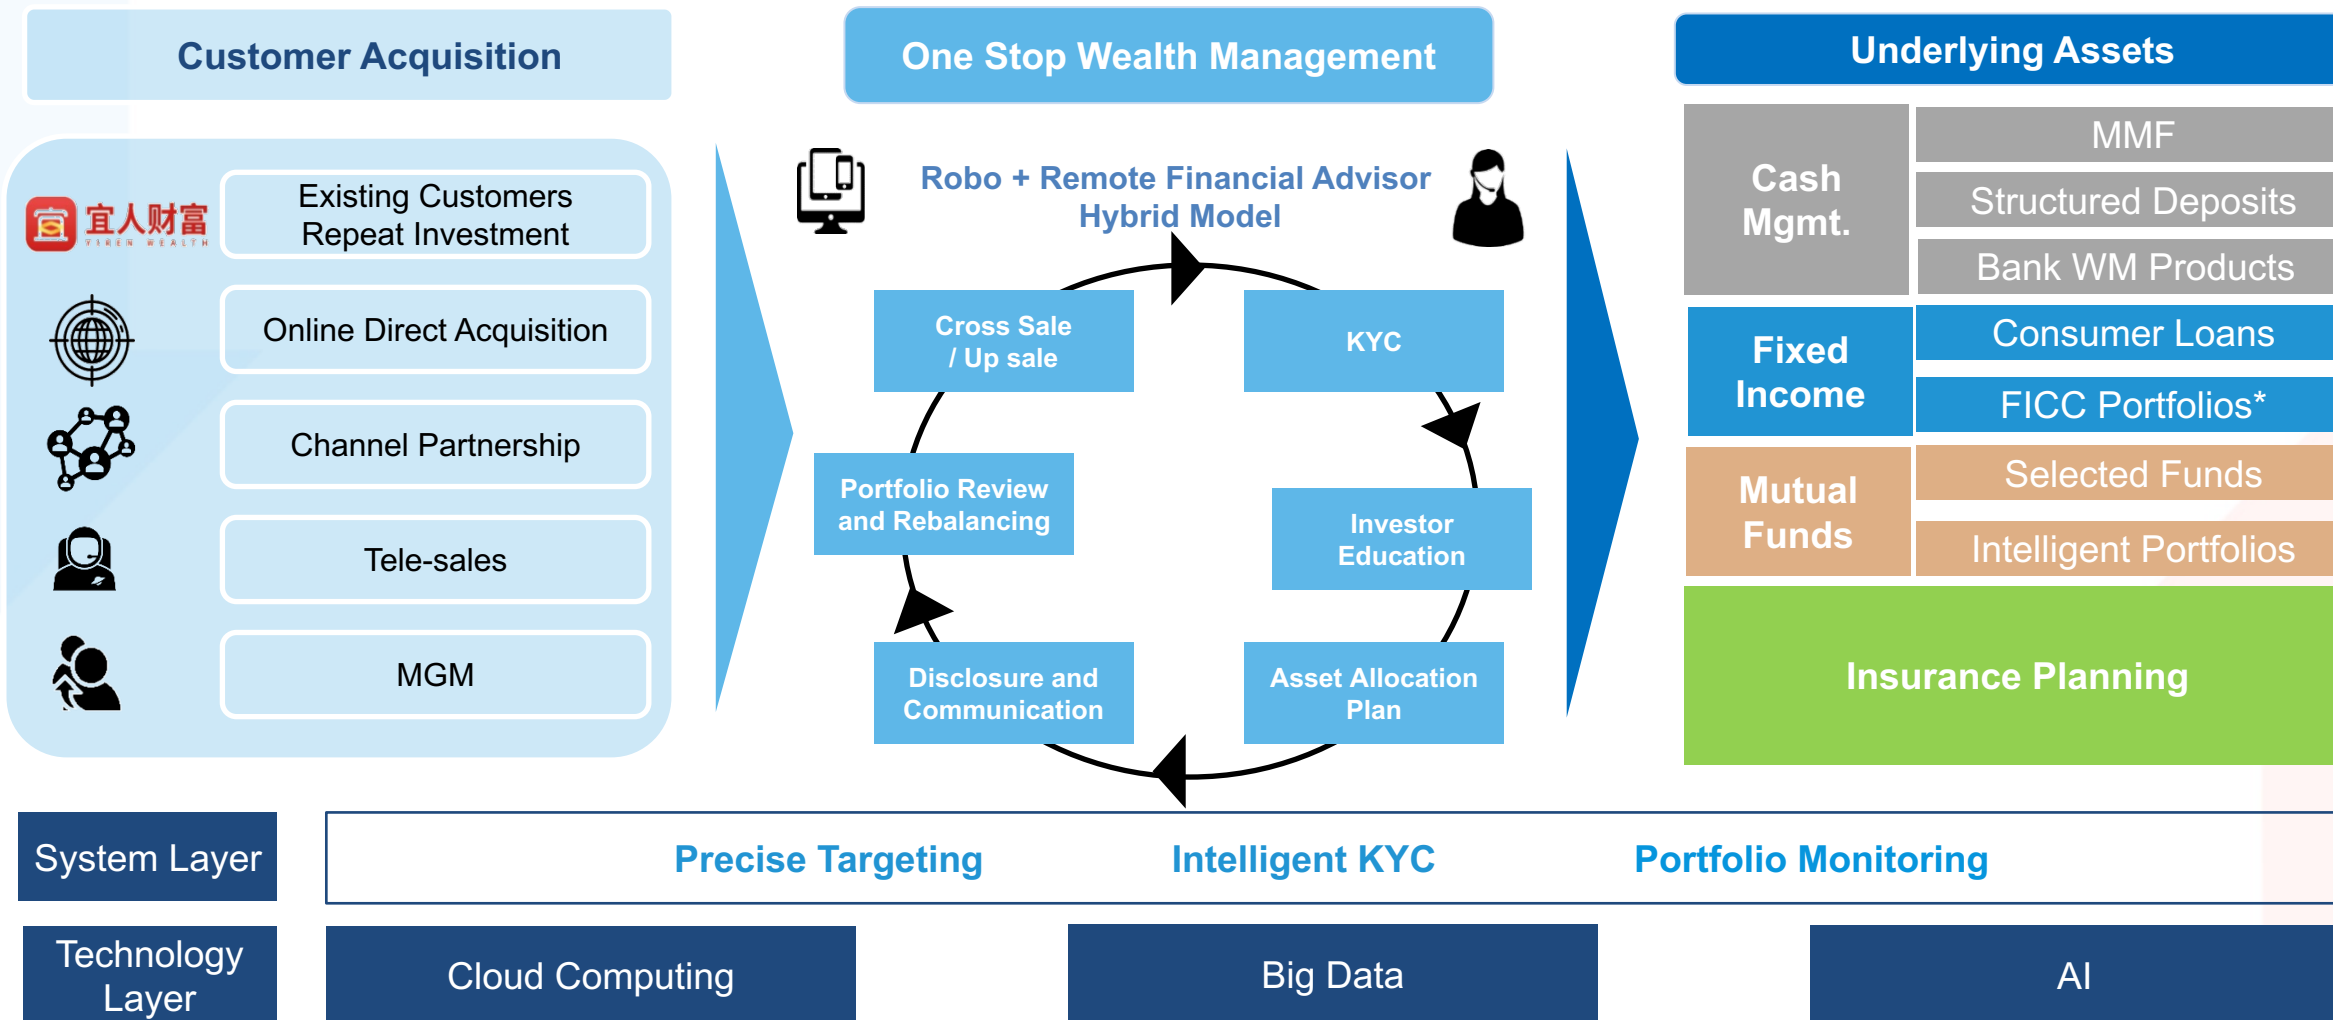 Customer Acquisition
One Stop Wealth Management
Underlying Assets
宜人财富
YIREN WEALTH
Existing Customers
Repeat Investment
Online Direct Acquisition
Channel Partnership
Tele-sales
MGM
Robo + Remote Financial Advisor
Hybrid Model
Cross Sale
/ Up sale
KYC
Investor
Education
Asset Allocation
Plan
Disclosure and
Communication
Portfolio Review
and Rebalancing
Cash
Mgmt.
MMF
Structured Deposits
Bank WM Products
Fixed
Income
Consumer Loans
FICC Portfolios*
Mutual
Funds
Selected Funds
Intelligent Portfolios
Insurance Planning
System Layer
Precise Targeting
Intelligent KYC
Portfolio Monitoring
Technology
Layer
Cloud Computing
Big Data
AI